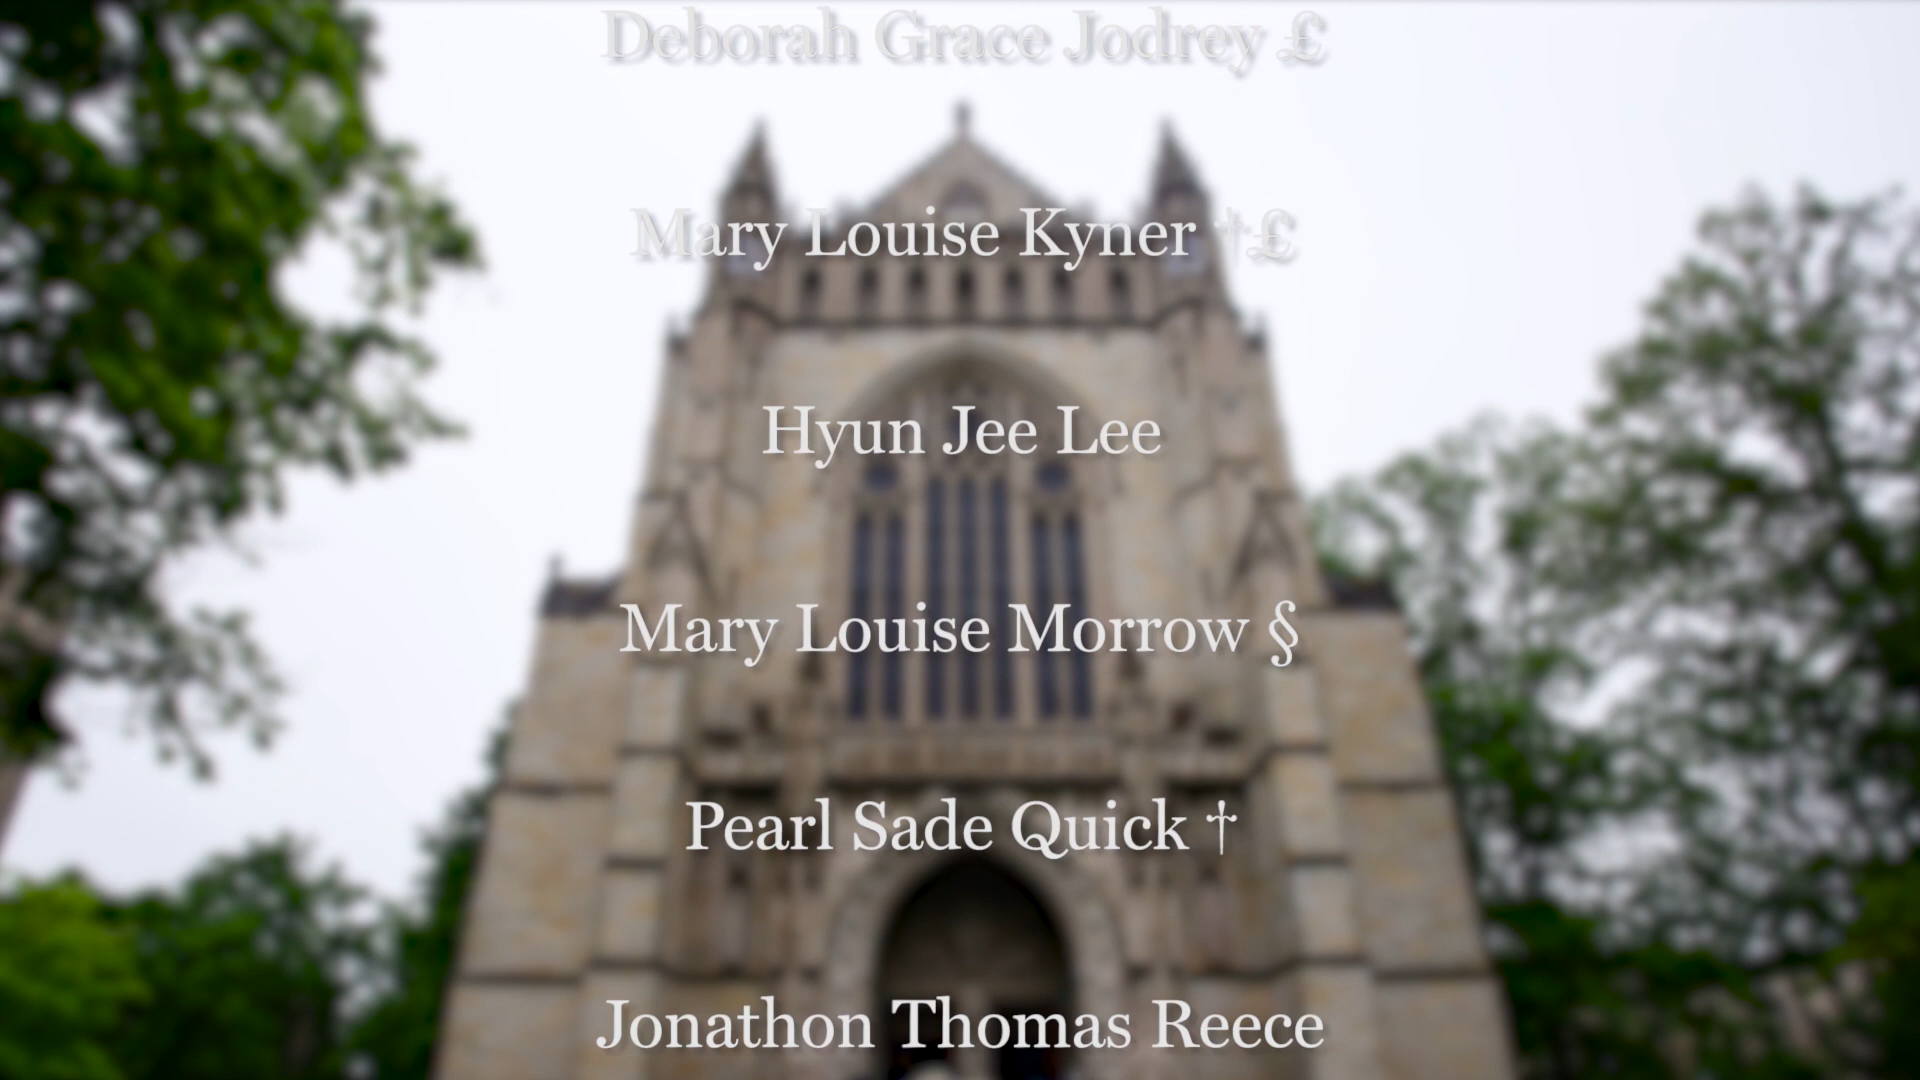 Deborah Grace Jodrey £
Mary Louise Kyner †£
Hyun Jee Lee
Mary Louise Morrow §
Pearl Sade Quick †
Jonathon Thomas Reece